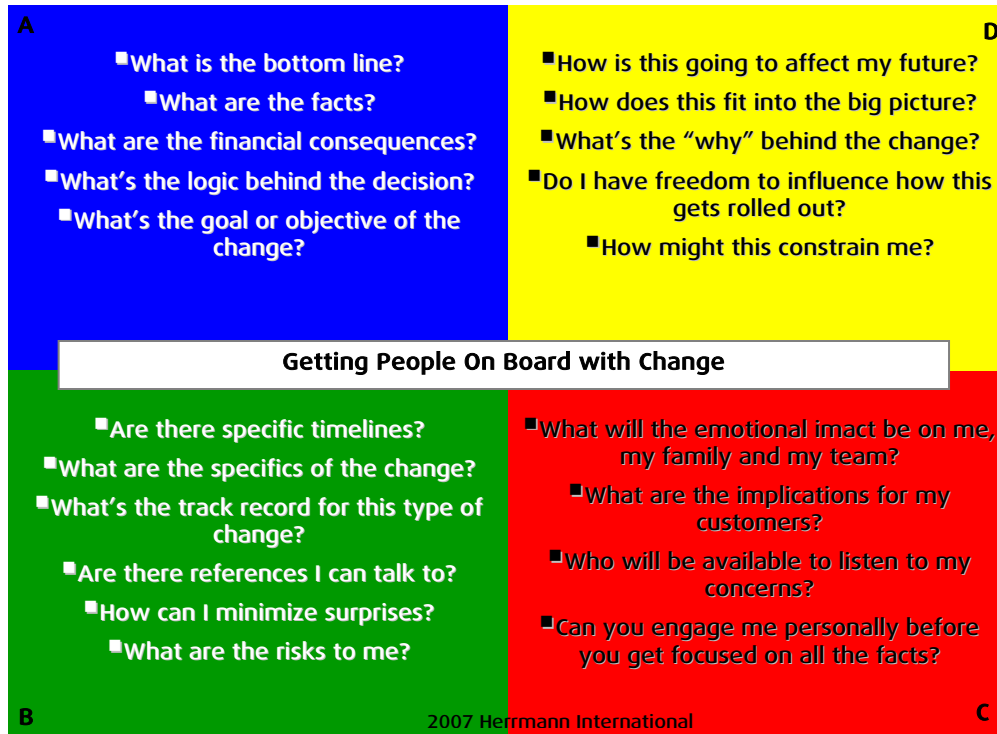 A
▪What is the bottom line?
▪What are the facts?
▪What are the financial consequences?
▪What's the logic behind the decision?
▪What's the goal or objective of the
change?
D
▪How is this going to affect my future?
▪How does this fit into the big picture?
▪What's the “why” behind the change?
▪Do I have freedom to influence how this
gets rolled out?
▪How might this constrain me?
Getting People On Board with Change
▪Are there specific timelines?
▪What are the specifics of the change?
▪What's the track record for this type of
change?
▪Are there references I can talk to?
▪How can I minimize surprises?
▪What are the risks to me?
B
▪What will the emotional imact be on me,
my family and my team?
▪What are the implications for my
customers?
▪Who will be available to listen to my
concerns?
▪Can you engage me personally before
you get focused on all the facts?
C
2007 Herrmann International